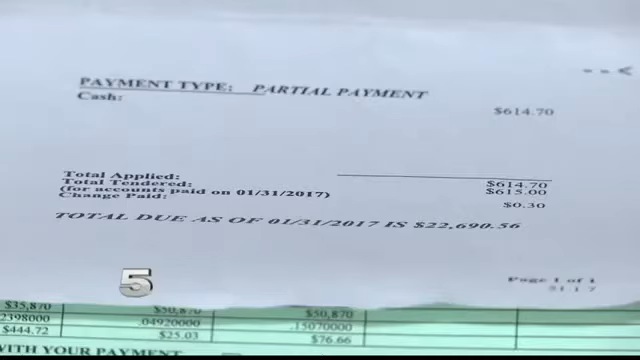 PAYMENT TYPE: PARTIAL PAYMENT
Cash: $614.70
Total Applied: $614.70
Total Tendered: $615.00
(for accounts paid on 01/31/2017)
Change Paid: $0.30
TOTAL DUE AS OF 01/31/2017 IS $22,690.56
5
Page 1 of 1
$35,870 $50,870 $50,870
2398000 .04920000 .15070000
$444.72 $25.03 $76.66
WITH YOUR PAYMENT